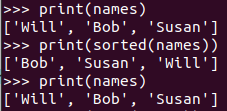 >>> print(names)
['Will', 'Bob', 'Susan']
>>> print(sorted(names))
['Bob', 'Susan', 'Will']
>>> print(names)
['Will', 'Bob', 'Susan']